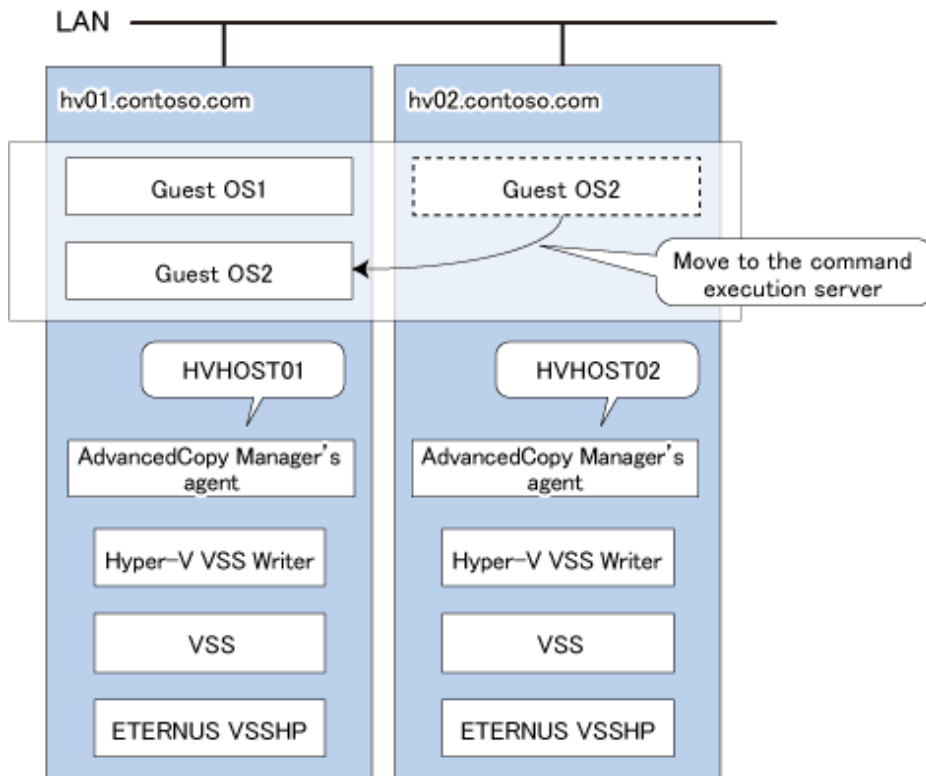 LAN
hv01.contoso.com
hv02.contoso.com
Guest OS1
Guest OS2
Guest OS2
Move to the command
execution server
HVHOST01
HVHOST02
AdvancedCopy Manager's
agent
AdvancedCopy Manager's
agent
Hyper-V VSS Writer
Hyper-V VSS Writer
VSS
VSS
ETERNUS VSSHP
ETERNUS VSSHP